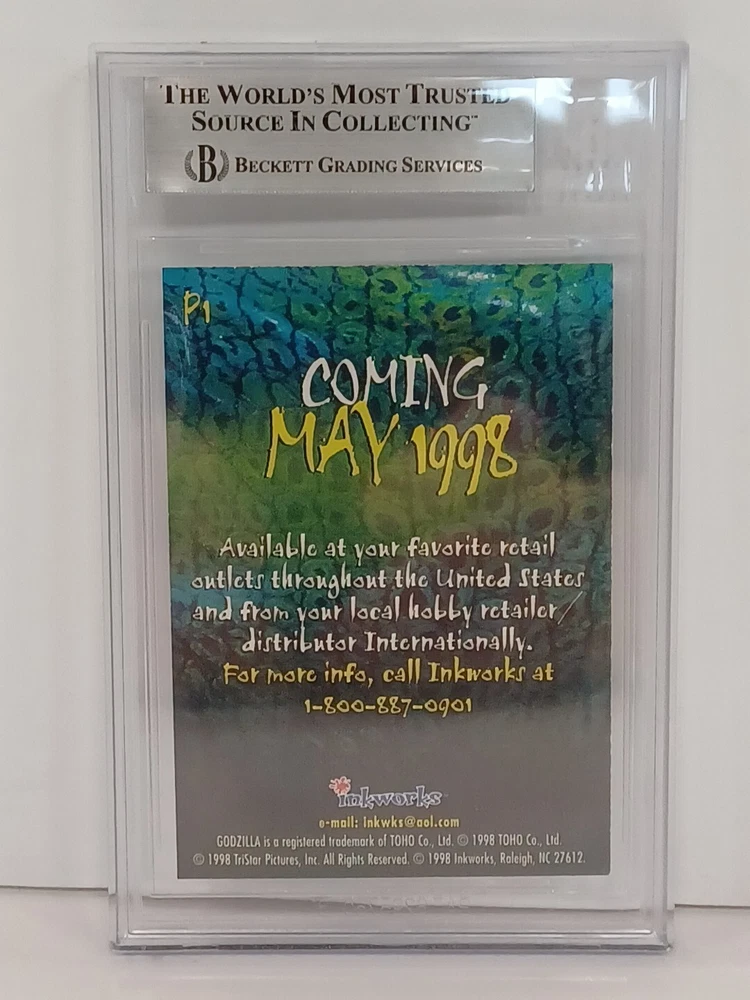 THE WORLD'S MOST TRUSTED
SOURCE IN COLLECTING™
B BECKETT GRADING SERVICES
P1
COMING
MAY 1998
Available at your favorite retail
outlets throughout the United States
and from your local hobby retailer/
distributor Internationally.
For more info, call Inkworks at
1-800-887-0901
inkworks
e-mail: inkwks@aol.com
GODZILLA is a registered trademark of TOHO Co., Ltd. © 1998 TOHO Co., Ltd.
© 1998 TriStar Pictures, Inc. All Rights Reserved. © 1998 Inkworks, Raleigh, NC 27612.